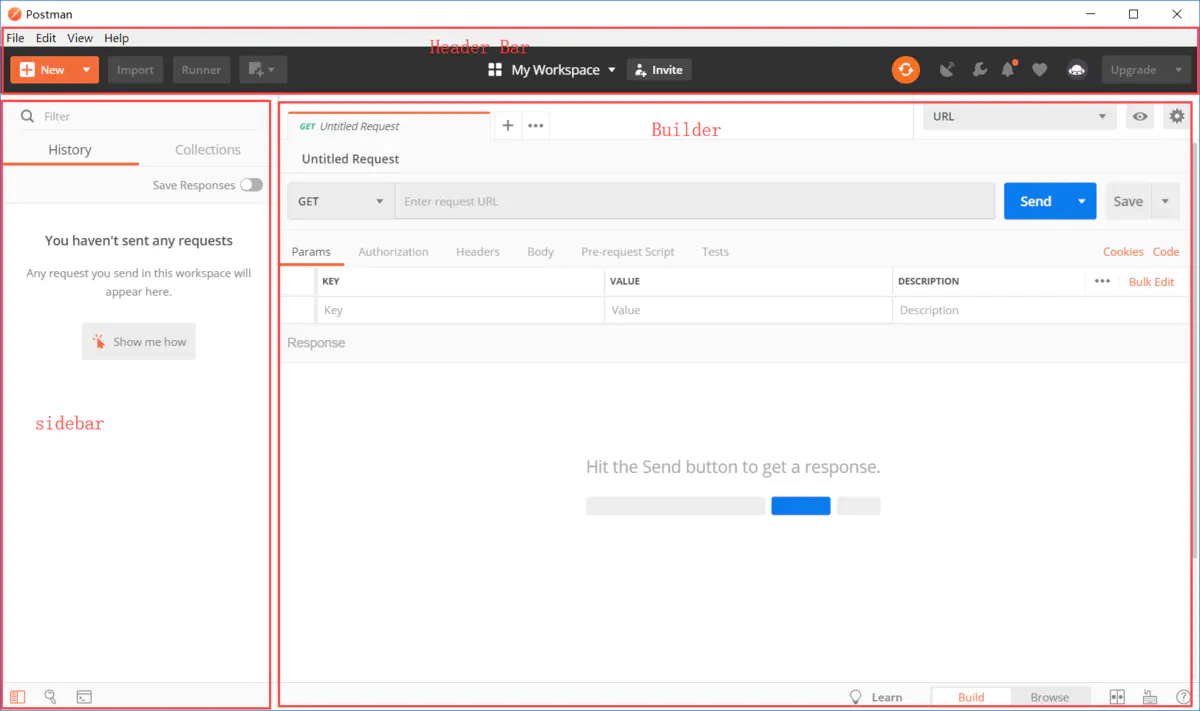 Postman
File Edit View Help
Header Bar
New Import Runner My Workspace Invite Upgrade
Filter
History Collections
Save Responses
You haven't sent any requests
Any request you send in this workspace will
appear here.
Show me how
sidebar
GET Untitled Request
Builder
URL
Untitled Request
GET Enter request URL Send Save
Params Authorization Headers Body Pre-request Script Tests Cookies Code
KEY VALUE DESCRIPTION Bulk Edit
Key Value Description
Response
Hit the Send button to get a response.
Learn Build Browse